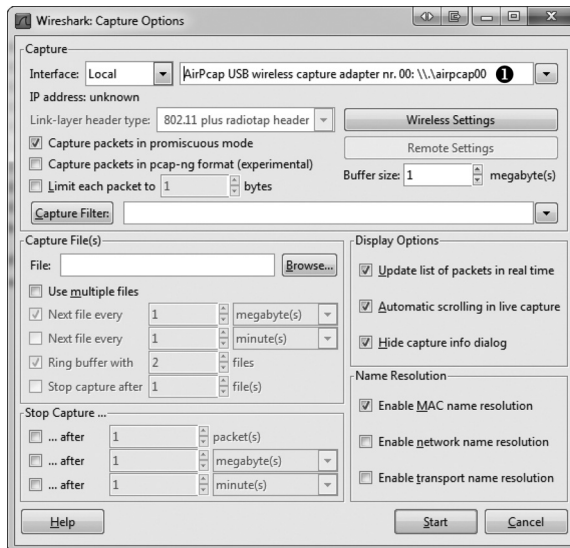 Wireshark: Capture Options
Capture
Interface: Local AirPcap USB wireless capture adapter nr. 00: \\.\airpcap00 1
IP address: unknown
Link-layer header type: 802.11 plus radiotap header Wireless Settings
Capture packets in promiscuous mode
Remote Settings
Capture packets in pcap-ng format (experimental)
Buffer size: 1 megabyte(s)
Limit each packet to 1 bytes
Capture Filter:
Capture File(s)
File: Browse...
Use multiple files
Next file every 1 megabyte(s)
Next file every 1 minute(s)
Ring buffer with 2 files
Stop capture after 1 file(s)
Display Options
Update list of packets in real time
Automatic scrolling in live capture
Hide capture info dialog
Stop Capture ...
... after 1 packet(s)
... after 1 megabyte(s)
... after 1 minute(s)
Name Resolution
Enable MAC name resolution
Enable network name resolution
Enable transport name resolution
Help Start Cancel